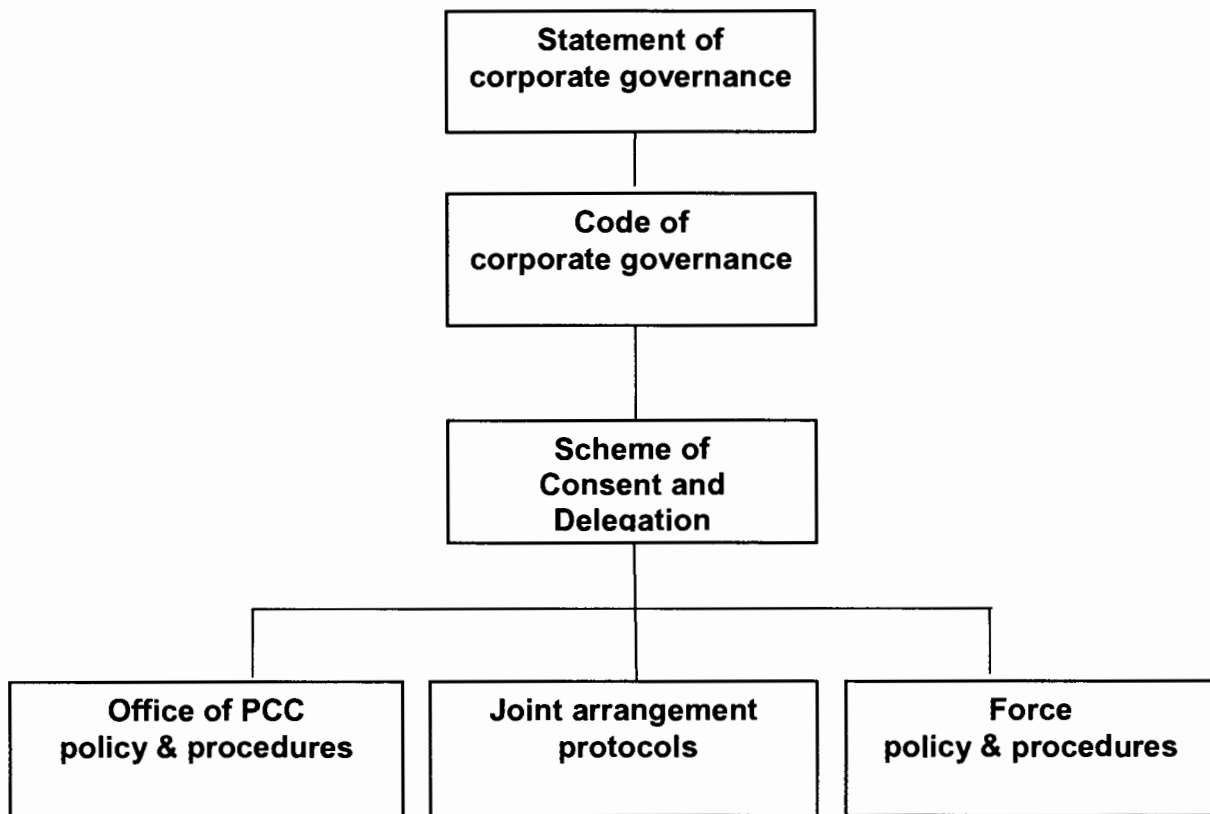 Statement of
corporate governance
Code of
corporate governance
Scheme of
Consent and
Delegation
Office of PCC
policy & procedures
Joint arrangement
protocols
Force
policy & procedures